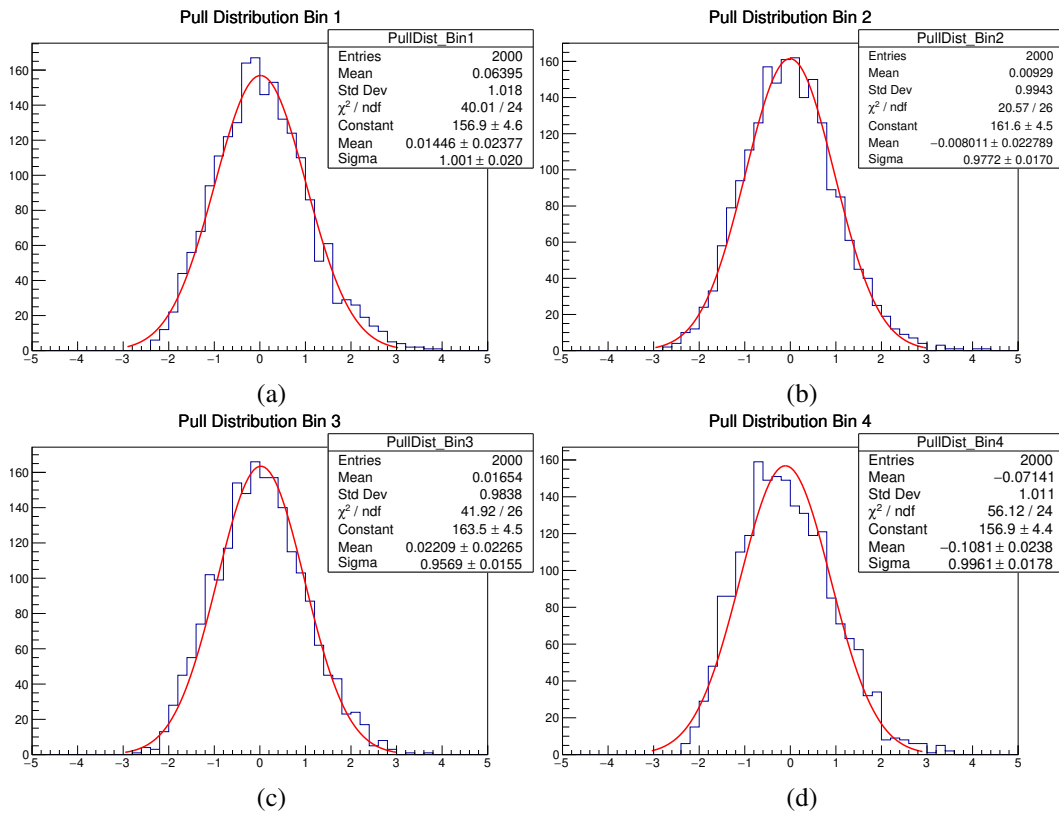 Pull Distribution Bin 1
PullDist_Bin1
Entries 2000
Mean 0.06395
Std Dev 1.018
χ² / ndf 40.01 / 24
Constant 156.9 ± 4.6
Mean 0.01446 ± 0.02377
Sigma 1.001 ± 0.020
160
140
120
100
80
60
40
20
0
−5 −4 −3 −2 −1 0 1 2 3 4 5
(a)
Pull Distribution Bin 2
PullDist_Bin2
Entries 2000
Mean 0.00929
Std Dev 0.9943
χ² / ndf 20.57 / 26
Constant 161.6 ± 4.5
Mean −0.008011 ± 0.022789
Sigma 0.9772 ± 0.0170
160
140
120
100
80
60
40
20
0
−5 −4 −3 −2 −1 0 1 2 3 4 5
(b)
Pull Distribution Bin 3
PullDist_Bin3
Entries 2000
Mean 0.01654
Std Dev 0.9838
χ² / ndf 41.92 / 26
Constant 163.5 ± 4.5
Mean 0.02209 ± 0.02265
Sigma 0.9569 ± 0.0155
160
140
120
100
80
60
40
20
0
−5 −4 −3 −2 −1 0 1 2 3 4 5
(c)
Pull Distribution Bin 4
PullDist_Bin4
Entries 2000
Mean −0.07141
Std Dev 1.011
χ² / ndf 56.12 / 24
Constant 156.9 ± 4.4
Mean −0.1081 ± 0.0238
Sigma 0.9961 ± 0.0178
160
140
120
100
80
60
40
20
0
−5 −4 −3 −2 −1 0 1 2 3 4 5
(d)